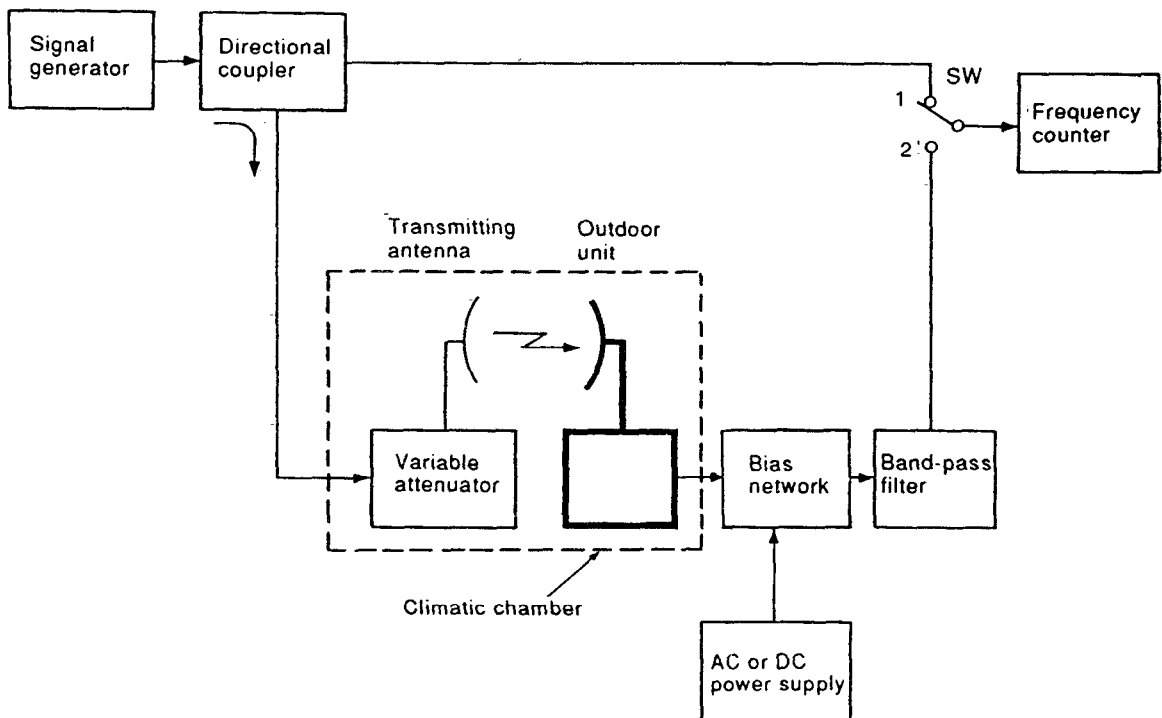 Signal
generator
Directional
coupler
SW
1
2
Frequency
counter
Transmitting
antenna
Outdoor
unit
Variable
attenuator
Bias
network
Band-pass
filter
Climatic chamber
AC or DC
power supply